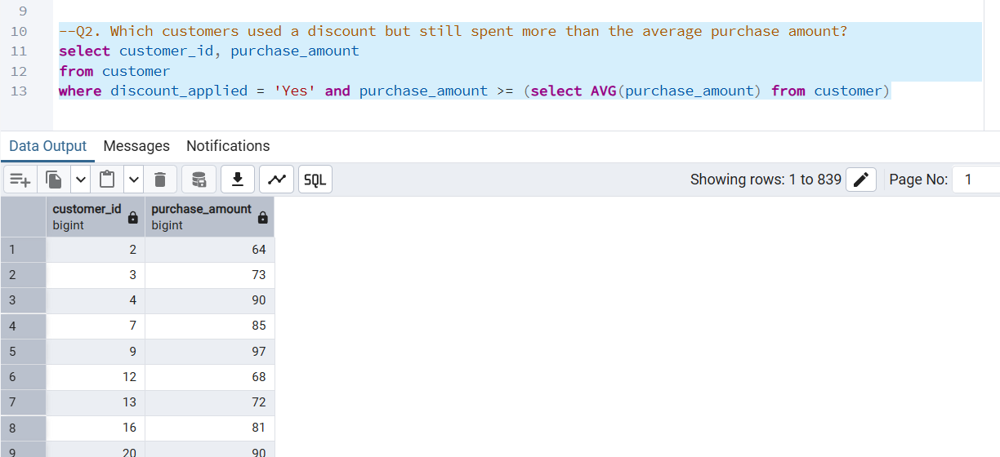 9
10 --Q2. Which customers used a discount but still spent more than the average purchase amount?
11 select customer_id, purchase_amount
12 from customer
13 where discount_applied = 'Yes' and purchase_amount >= (select AVG(purchase_amount) from customer)
Data Output Messages Notifications
SQL Showing rows: 1 to 839 Page No: 1
customer_id purchase_amount
bigint bigint
1 2 64
2 3 73
3 4 90
4 7 85
5 9 97
6 12 68
7 13 72
8 16 81
9 20 90